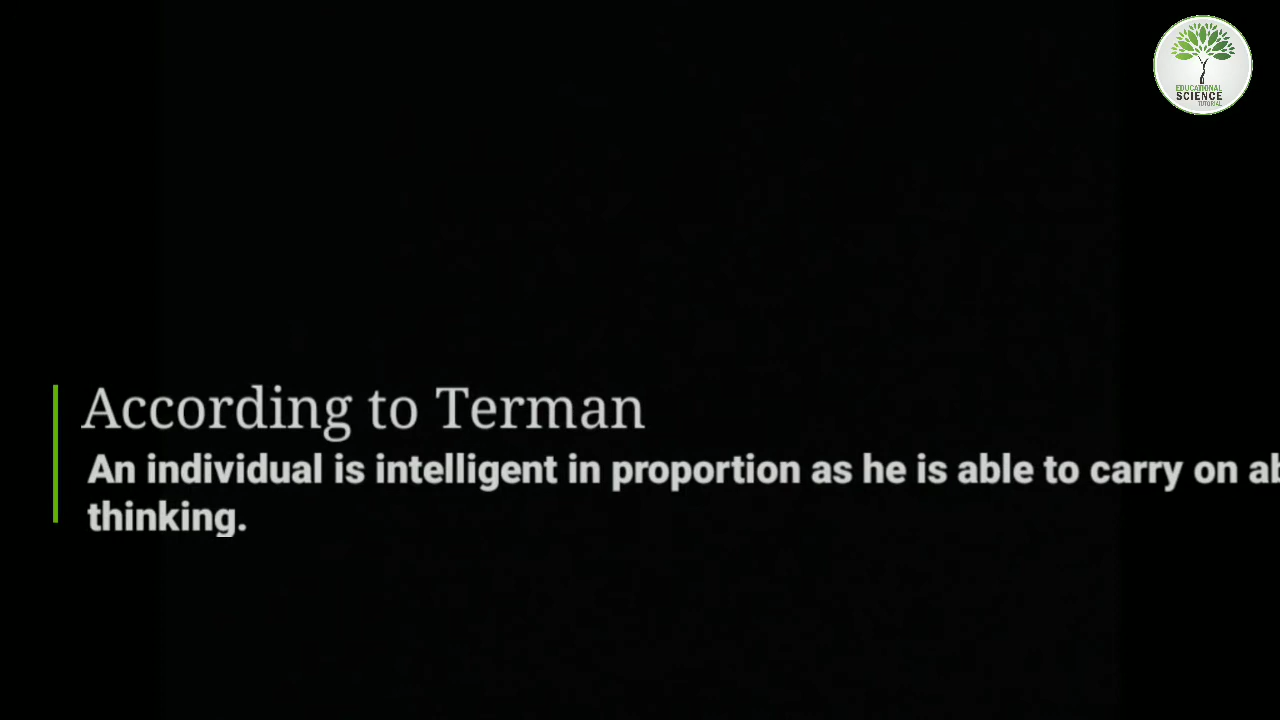 EDUCATIONAL
SCIENCE
TUTORIAL
According to Terman
An individual is intelligent in proportion as he is able to carry on ab
thinking.